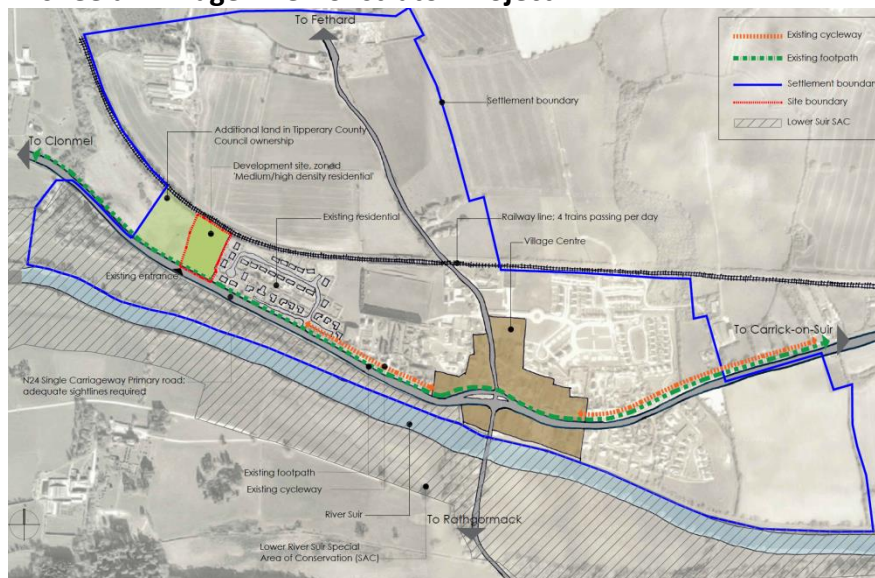 To Fethard
Existing cycleway
Existing footpath
Settlement boundary
Site boundary
Lower Suir SAC
Settlement boundary
To Clonmel
Additional land in Tipperary County
Council ownership
Development site, zoned
'Medium/high density residential'
Existing residential
Railway line; 4 trains passing per day
Village Centre
Existing entrance
To Carrick-on-Suir
N24 Single Carriageway Primary road;
adequate sightlines required
Existing footpath
Existing cycleway
River Suir
To Rathgormack
Lower River Suir Special
Area of Conservation (SAC)